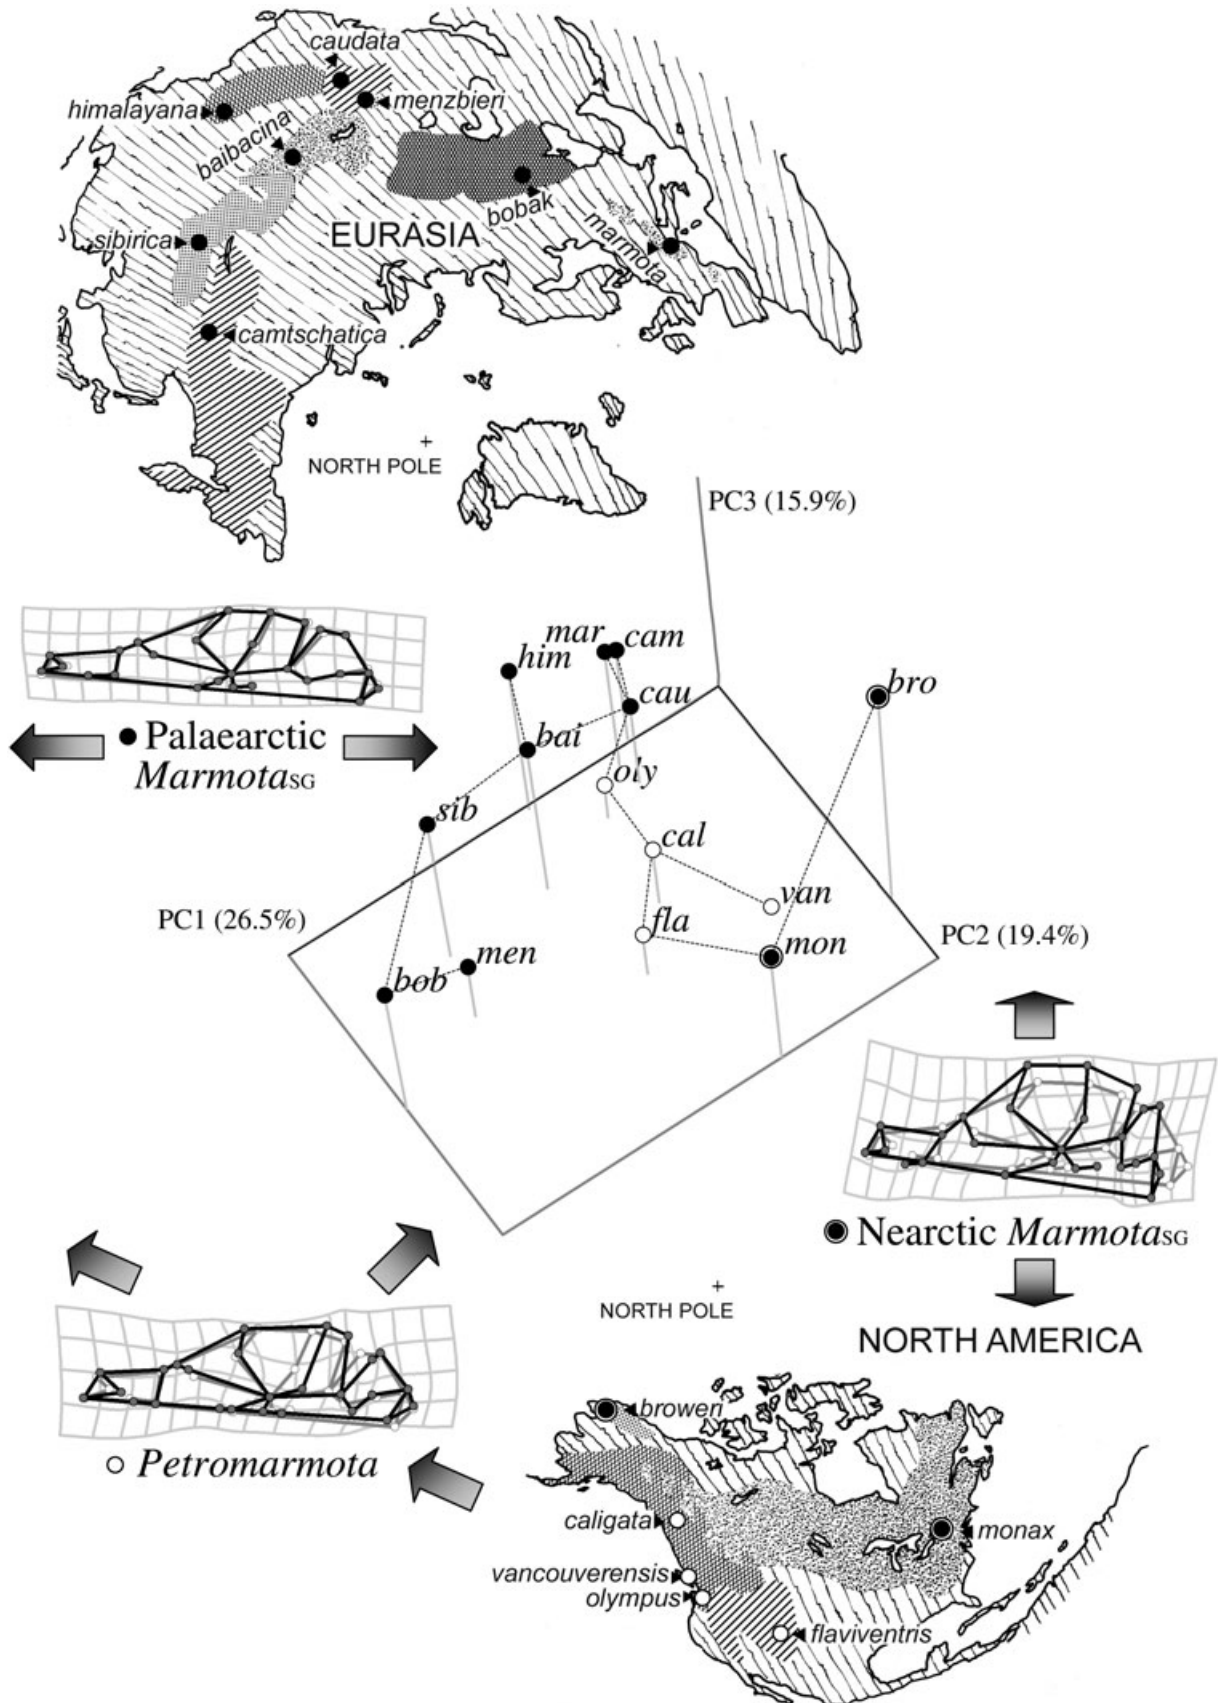 caudata
himalayana
menzbieri
baibacina
bobak
EURASIA
marmota
sibirica
camtschatica
+
NORTH POLE
PC3 (15.9%)
mar
cam
him
cau
bro
bai
● Palaearctic
MarmotaSG
oly
sib
cal
van
PC1 (26.5%)
fla
mon
PC2 (19.4%)
men
bob
Nearctic MarmotaSG
+
NORTH POLE
NORTH AMERICA
broweri
○ Petromarmota
caligata
monax
vancouverensis
olympus
flaviventris